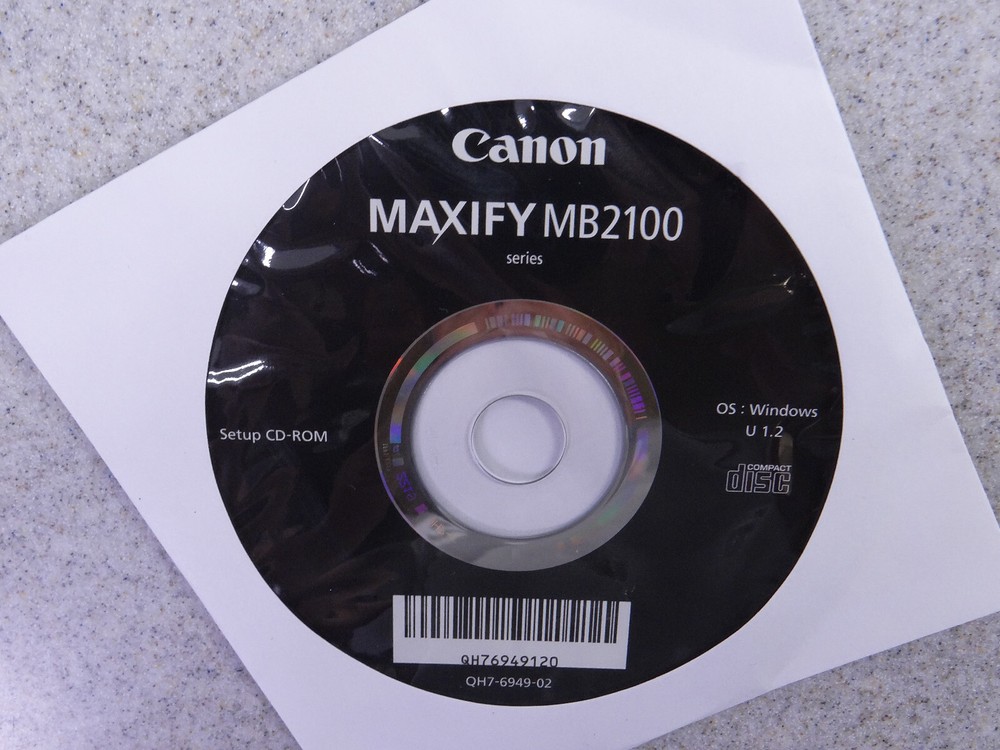 Canon
MAXIFY MB2100
series
Setup CD-ROM
OS : Windows
U 1.2
COMPACT
disc
QH76949120
QH7-6949-02